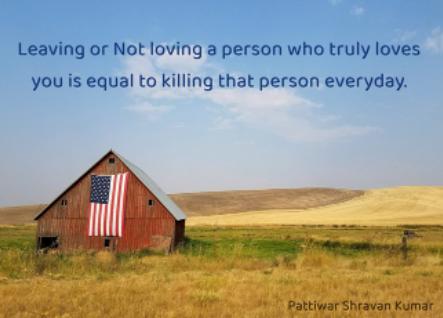 Leaving or Not loving a person who truly loves
you is equal to killing that person everyday.
Pattiwar Shravan Kumar